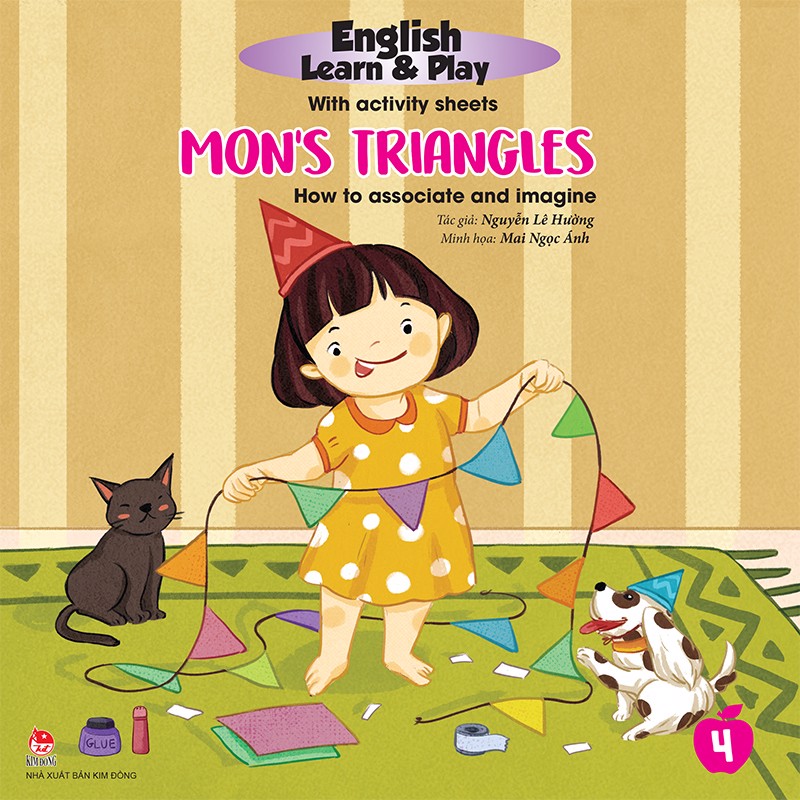 English
Learn & Play
With activity sheets
MON'S TRIANGLES
How to associate and imagine
Tác giả: Nguyễn Lê Hường
Minh họa: Mai Ngọc Ánh
GLUE
KIM ĐỒNG
NHÀ XUẤT BẢN KIM ĐỒNG
4